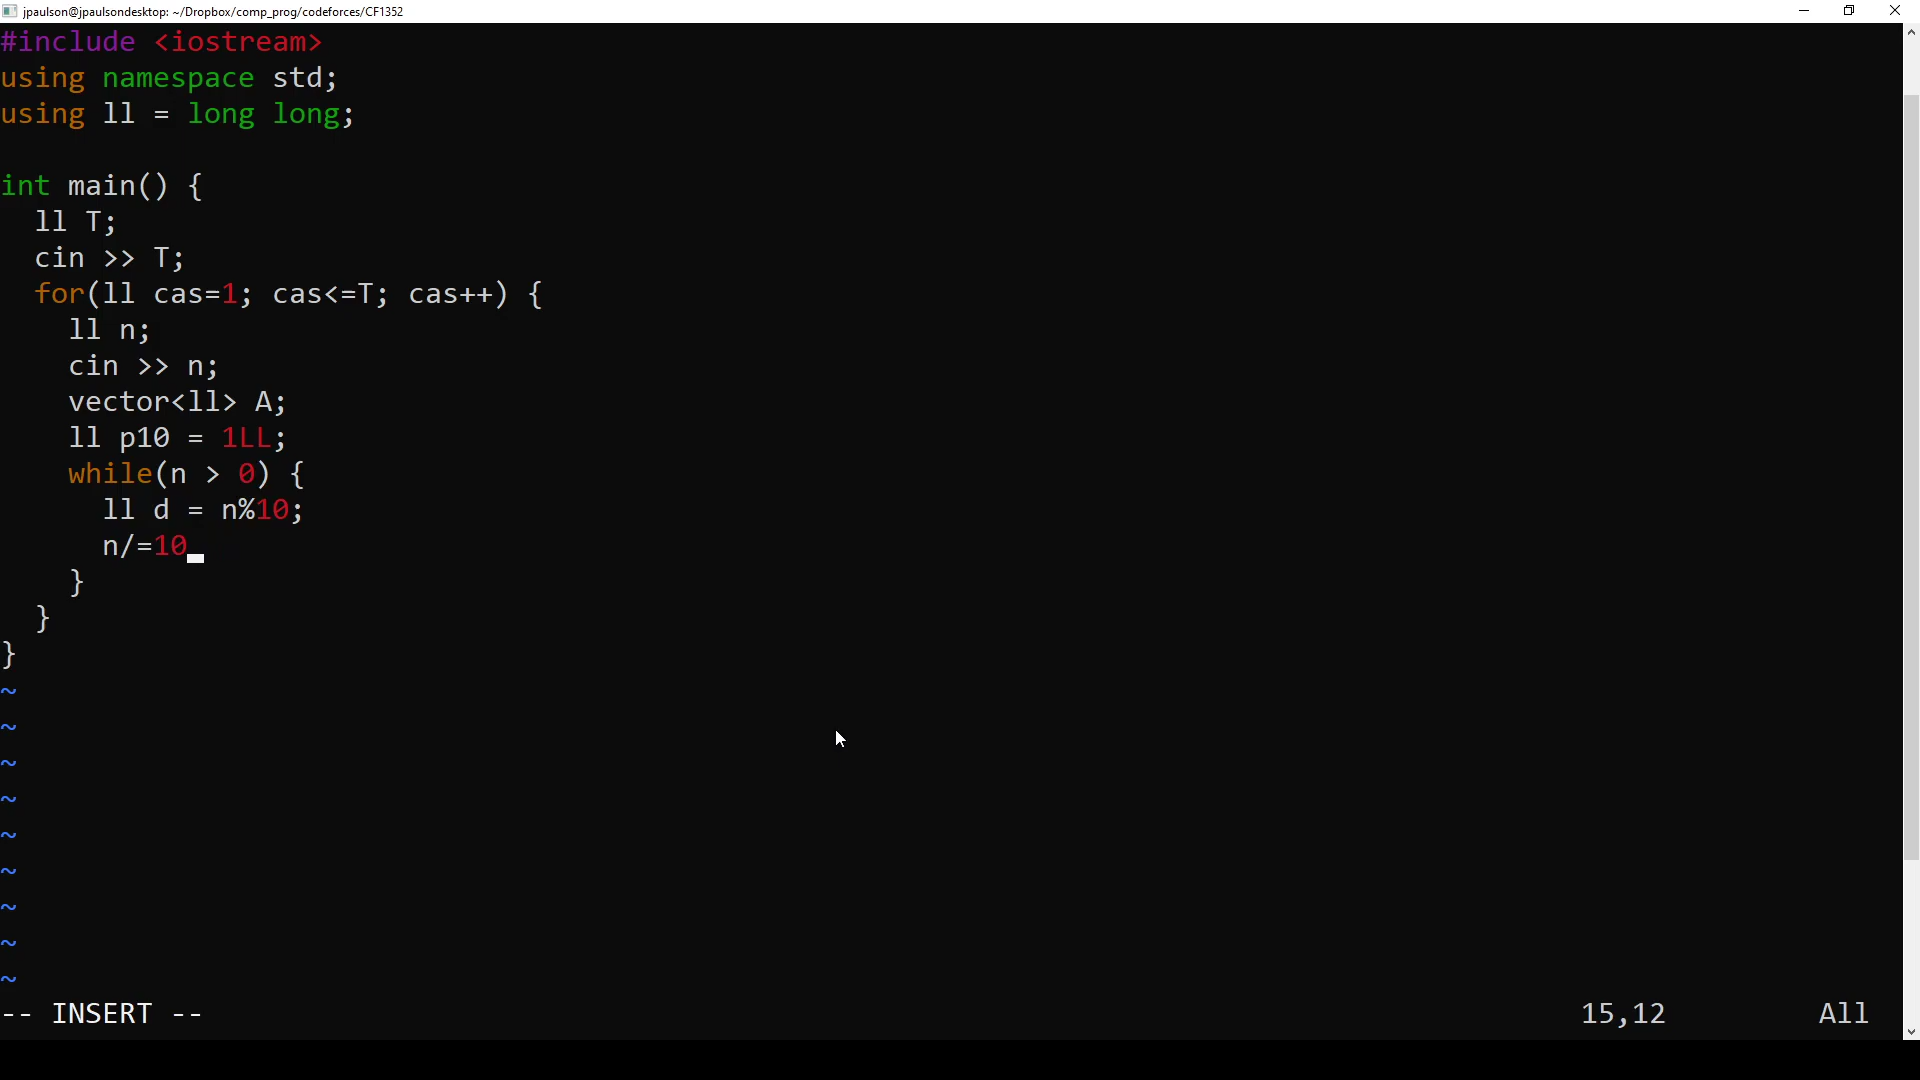 jpaulson@jpaulsondesktop: ~/Dropbox/comp_prog/codeforces/CF1352
#include <iostream>
using namespace std;
using ll = long long;
int main() {
  ll T;
  cin >> T;
  for(ll cas=1; cas<=T; cas++) {
    ll n;
    cin >> n;
    vector<ll> A;
    ll p10 = 1LL;
    while(n > 0) {
      ll d = n%10;
      n/=10
    }
  }
}
~
~
~
~
~
~
~
~
~
-- INSERT -- 15,12 All